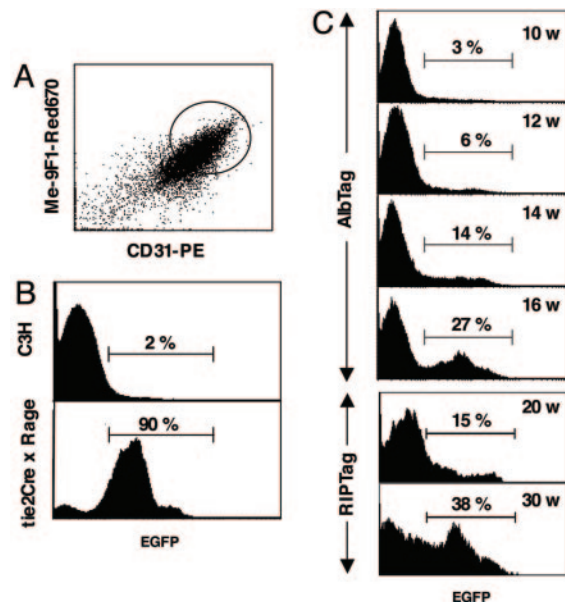 A
Me-9F1-Red670
CD31-PE
B
C3H
2 %
tie2Cre x Rage
90 %
EGFP
C
AlbTag
10 w
3 %
12 w
6 %
14 w
14 %
16 w
27 %
RIPTag
20 w
15 %
30 w
38 %
EGFP